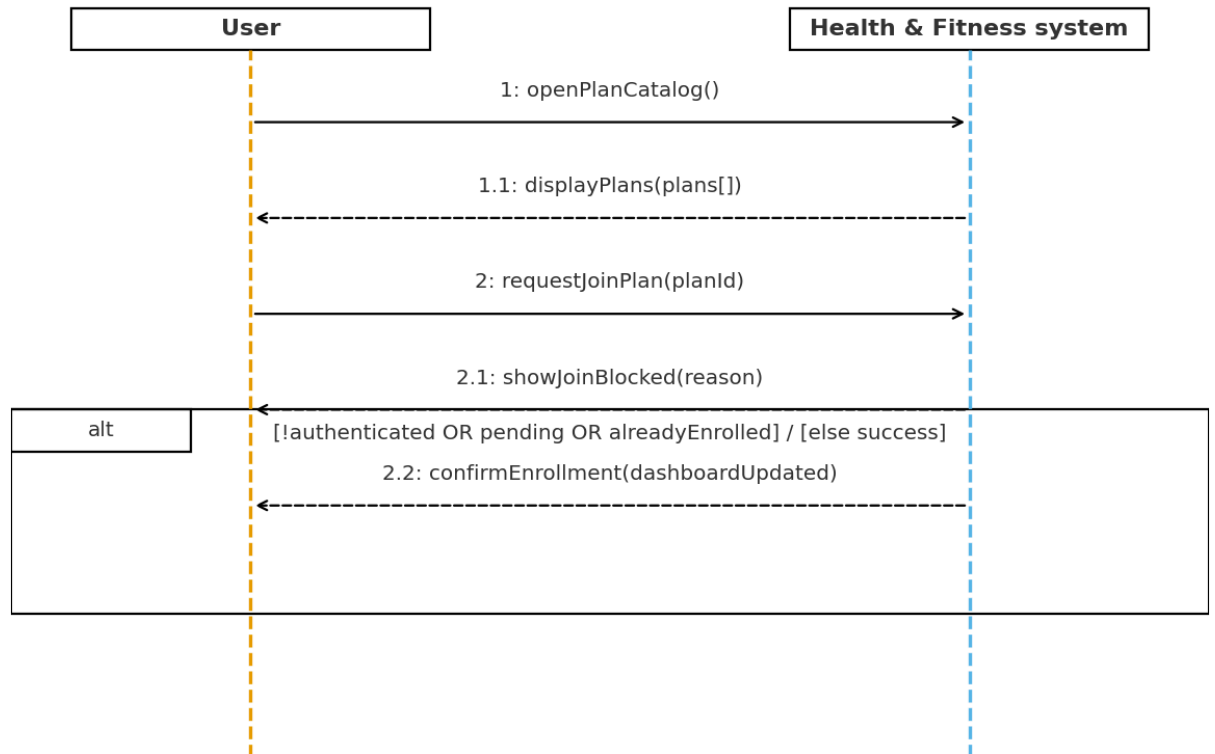 User
Health & Fitness system
1: openPlanCatalog()
1.1: displayPlans(plans[])
2: requestJoinPlan(planId)
2.1: showJoinBlocked(reason)
alt
[!authenticated OR pending OR alreadyEnrolled] / [else success]
2.2: confirmEnrollment(dashboardUpdated)